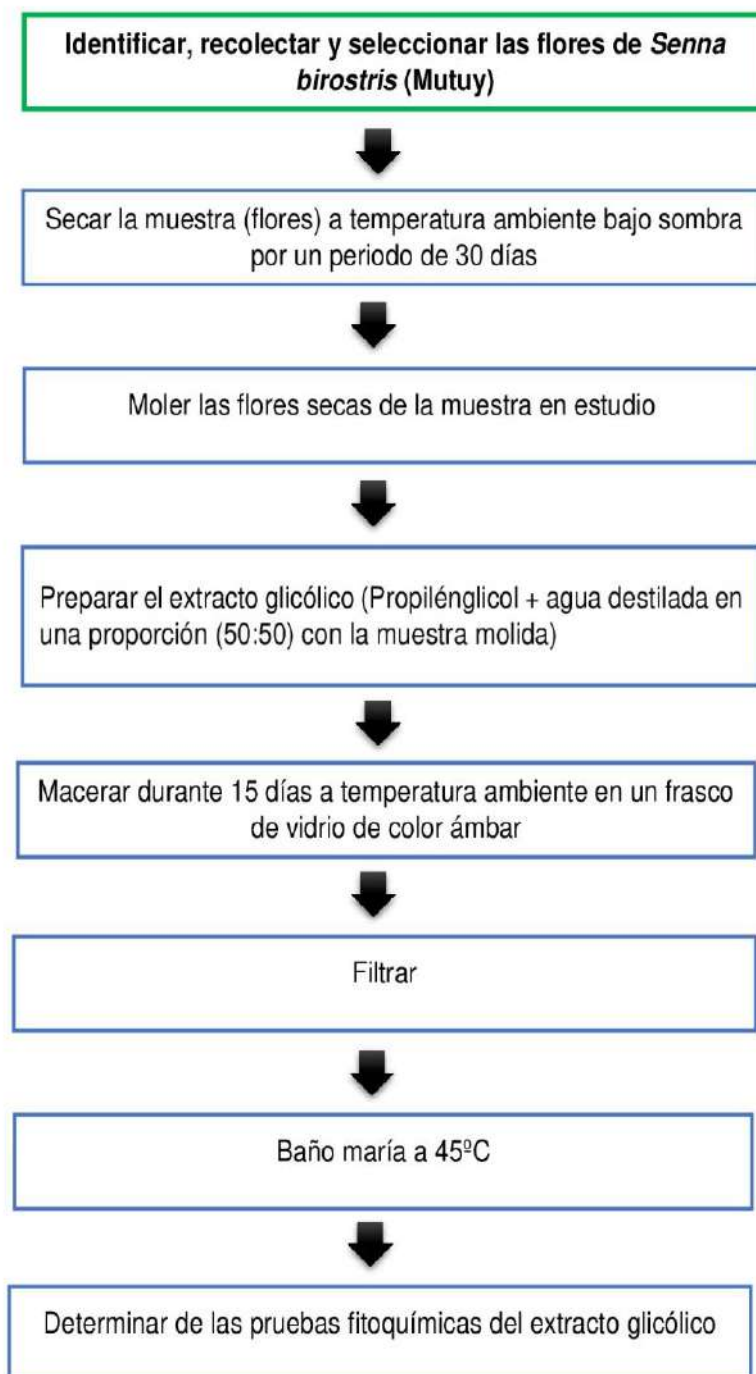 Identificar, recolectar y seleccionar las flores de Senna
birostris (Mutuy)
Secar la muestra (flores) a temperatura ambiente bajo sombra
por un periodo de 30 días
Moler las flores secas de la muestra en estudio
Preparar el extracto glicólico (Propilénglicol + agua destilada en
una proporción (50:50) con la muestra molida)
Macerar durante 15 días a temperatura ambiente en un frasco
de vidrio de color ámbar
Filtrar
Baño maría a 45ºC
Determinar de las pruebas fitoquímicas del extracto glicólico